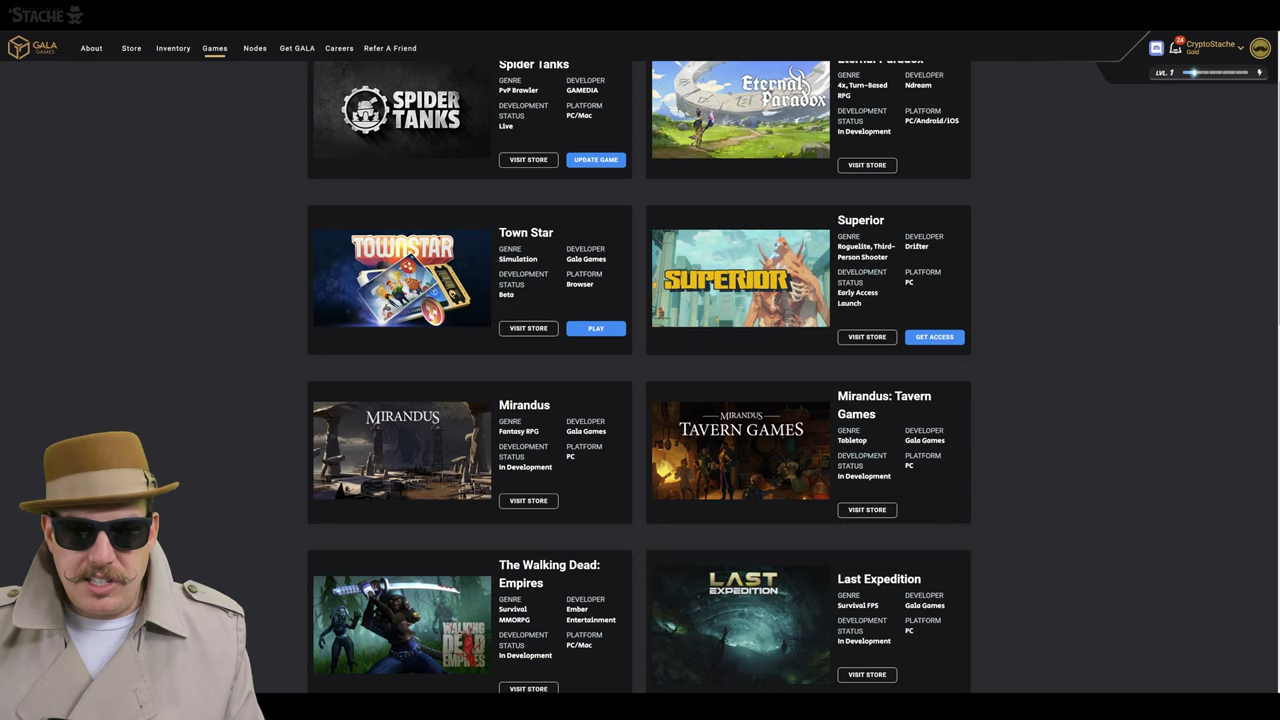 STACHE
GALA
GAMES
About
Store
Inventory
Games
Nodes
Get GALA
Careers
Refer A Friend
24
CryptoStache
Gold
LVL. 1
Spider Tanks
GENRE
PvP Brawler
DEVELOPER
GAMEDIA
DEVELOPMENT
STATUS
Live
PLATFORM
PC/Mac
VISIT STORE
UPDATE GAME
SPIDER
TANKS
Eternal Paradox
GENRE
4x, Turn-Based
RPG
DEVELOPER
Ndream
DEVELOPMENT
STATUS
In Development
PLATFORM
PC/Android/iOS
VISIT STORE
Eternal
Paradox
TOWNSTAR
Town Star
GENRE
Simulation
DEVELOPER
Gala Games
DEVELOPMENT
STATUS
Beta
PLATFORM
Browser
VISIT STORE
PLAY
SUPERIOR
Superior
GENRE
Roguelite, Third-
Person Shooter
DEVELOPER
Drifter
DEVELOPMENT
STATUS
Early Access
Launch
PLATFORM
PC
VISIT STORE
GET ACCESS
MIRANDUS
Mirandus
GENRE
Fantasy RPG
DEVELOPER
Gala Games
DEVELOPMENT
STATUS
In Development
PLATFORM
PC
VISIT STORE
MIRANDUS
TAVERN GAMES
Mirandus: Tavern
Games
GENRE
Tabletop
DEVELOPER
Gala Games
DEVELOPMENT
STATUS
In Development
PLATFORM
PC
VISIT STORE
THE
WALKING
DEAD
EMPIRES
The Walking Dead:
Empires
GENRE
Survival
MMORPG
DEVELOPER
Ember
Entertainment
DEVELOPMENT
STATUS
In Development
PLATFORM
PC/Mac
VISIT STORE
LAST
EXPEDITION
Last Expedition
GENRE
Survival FPS
DEVELOPER
Gala Games
DEVELOPMENT
STATUS
In Development
PLATFORM
PC
VISIT STORE